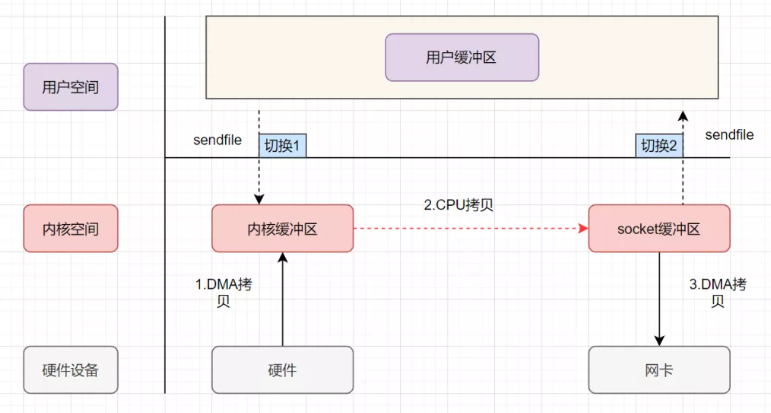 用户缓冲区
用户空间
sendfile
切换1
切换2
sendfile
2.CPU拷贝
内核空间
内核缓冲区
socket缓冲区
1.DMA拷
贝
3.DMA拷
贝
硬件设备
硬件
网卡